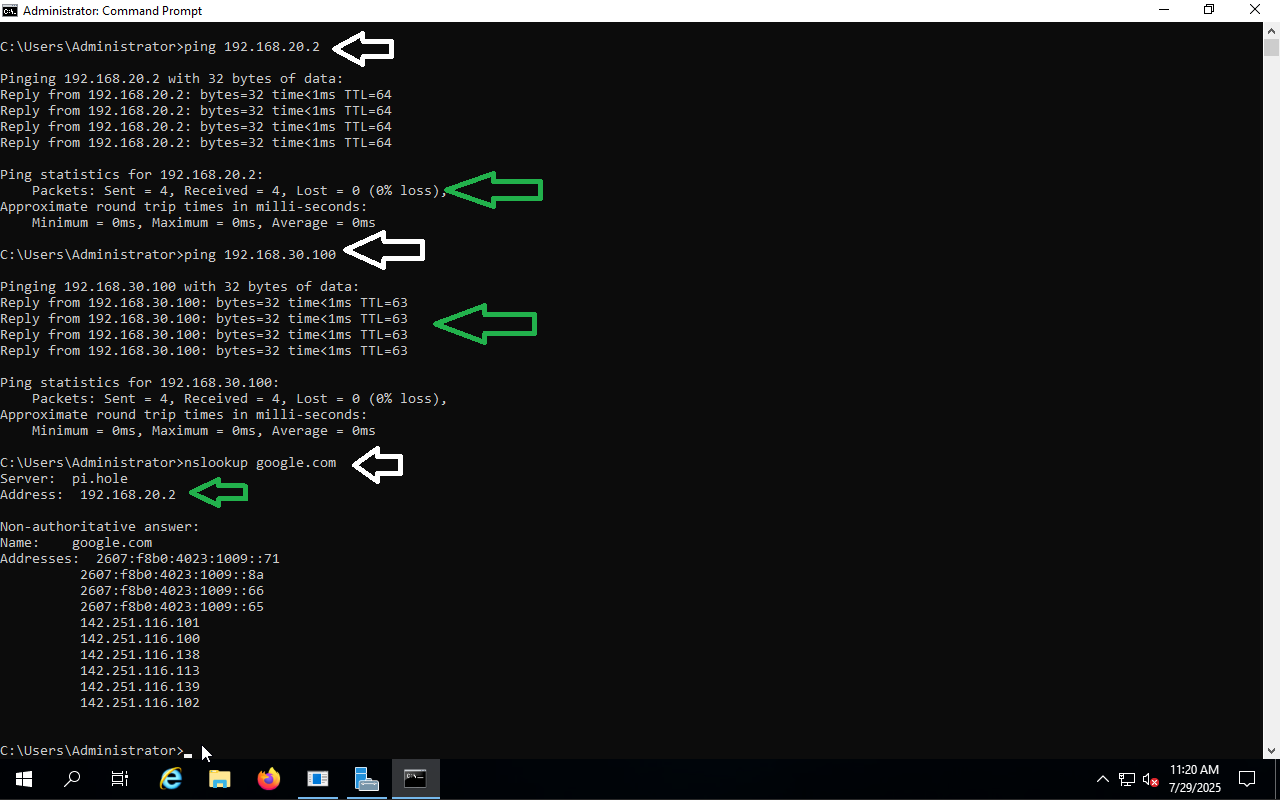 Administrator: Command Prompt
C:\Users\Administrator>ping 192.168.20.2
Pinging 192.168.20.2 with 32 bytes of data:
Reply from 192.168.20.2: bytes=32 time<1ms TTL=64
Reply from 192.168.20.2: bytes=32 time<1ms TTL=64
Reply from 192.168.20.2: bytes=32 time<1ms TTL=64
Reply from 192.168.20.2: bytes=32 time<1ms TTL=64
Ping statistics for 192.168.20.2:
    Packets: Sent = 4, Received = 4, Lost = 0 (0% loss),
Approximate round trip times in milli-seconds:
    Minimum = 0ms, Maximum = 0ms, Average = 0ms
C:\Users\Administrator>ping 192.168.30.100
Pinging 192.168.30.100 with 32 bytes of data:
Reply from 192.168.30.100: bytes=32 time<1ms TTL=63
Reply from 192.168.30.100: bytes=32 time<1ms TTL=63
Reply from 192.168.30.100: bytes=32 time<1ms TTL=63
Reply from 192.168.30.100: bytes=32 time<1ms TTL=63
Ping statistics for 192.168.30.100:
    Packets: Sent = 4, Received = 4, Lost = 0 (0% loss),
Approximate round trip times in milli-seconds:
    Minimum = 0ms, Maximum = 0ms, Average = 0ms
C:\Users\Administrator>nslookup google.com
Server:  pi.hole
Address:  192.168.20.2
Non-authoritative answer:
Name:    google.com
Addresses:  2607:f8b0:4023:1009::71
          2607:f8b0:4023:1009::8a
          2607:f8b0:4023:1009::66
          2607:f8b0:4023:1009::65
          142.251.116.101
          142.251.116.100
          142.251.116.138
          142.251.116.113
          142.251.116.139
          142.251.116.102
C:\Users\Administrator>
11:20 AM
7/29/2025